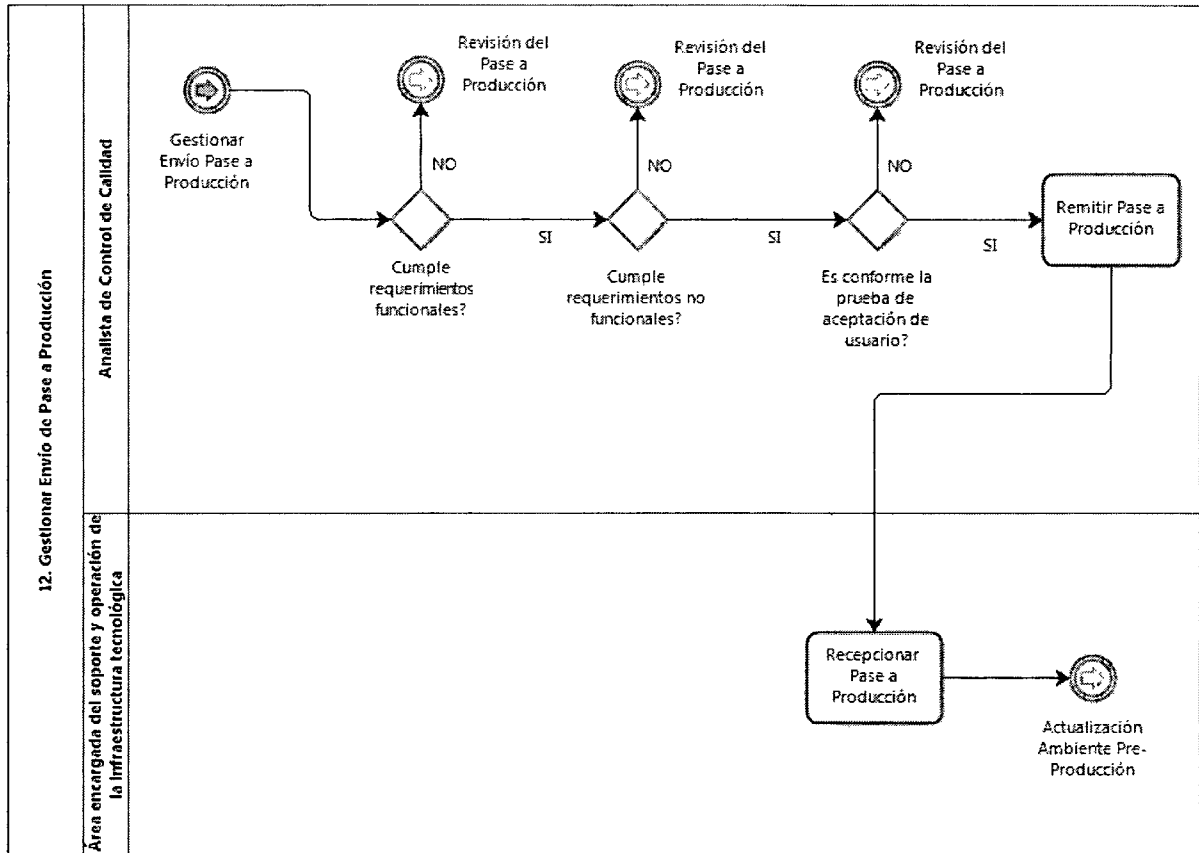 12. Gestionar Envío de Pase a Producción
Analista de Control de Calidad
Gestionar
Envío Pase a
Producción
Revisión del
Pase a
Producción
NO
Cumple
requerimientos
funcionales?
SI
Revisión del
Pase a
Producción
NO
Cumple
requerimientos no
funcionales?
SI
Revisión del
Pase a
Producción
NO
Es conforme la
prueba de
aceptación de
usuario?
SI
Remitir Pase a
Producción
Área encargada del soporte y operación de
la Infraestructura tecnológica
Recepcionar
Pase a
Producción
Actualización
Ambiente Pre-
Producción